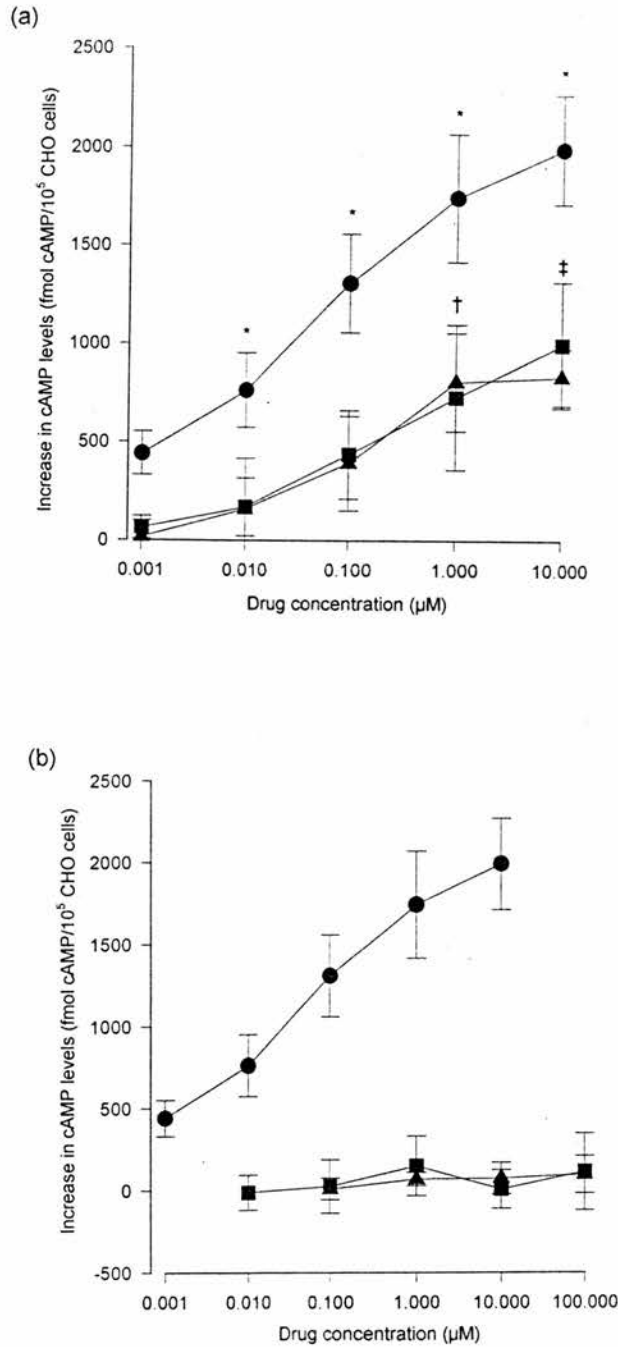 (a)
2500
2000
1500
1000
500
0
Increase in cAMP levels (fmol cAMP/10⁵ CHO cells)
*
*
*
*
†
‡
0.001 0.010 0.100 1.000 10.000
Drug concentration (µM)
(b)
2500
2000
1500
1000
500
0
-500
Increase in cAMP levels (fmol cAMP/10⁵ CHO cells)
0.001 0.010 0.100 1.000 10.000 100.000
Drug concentration (µM)